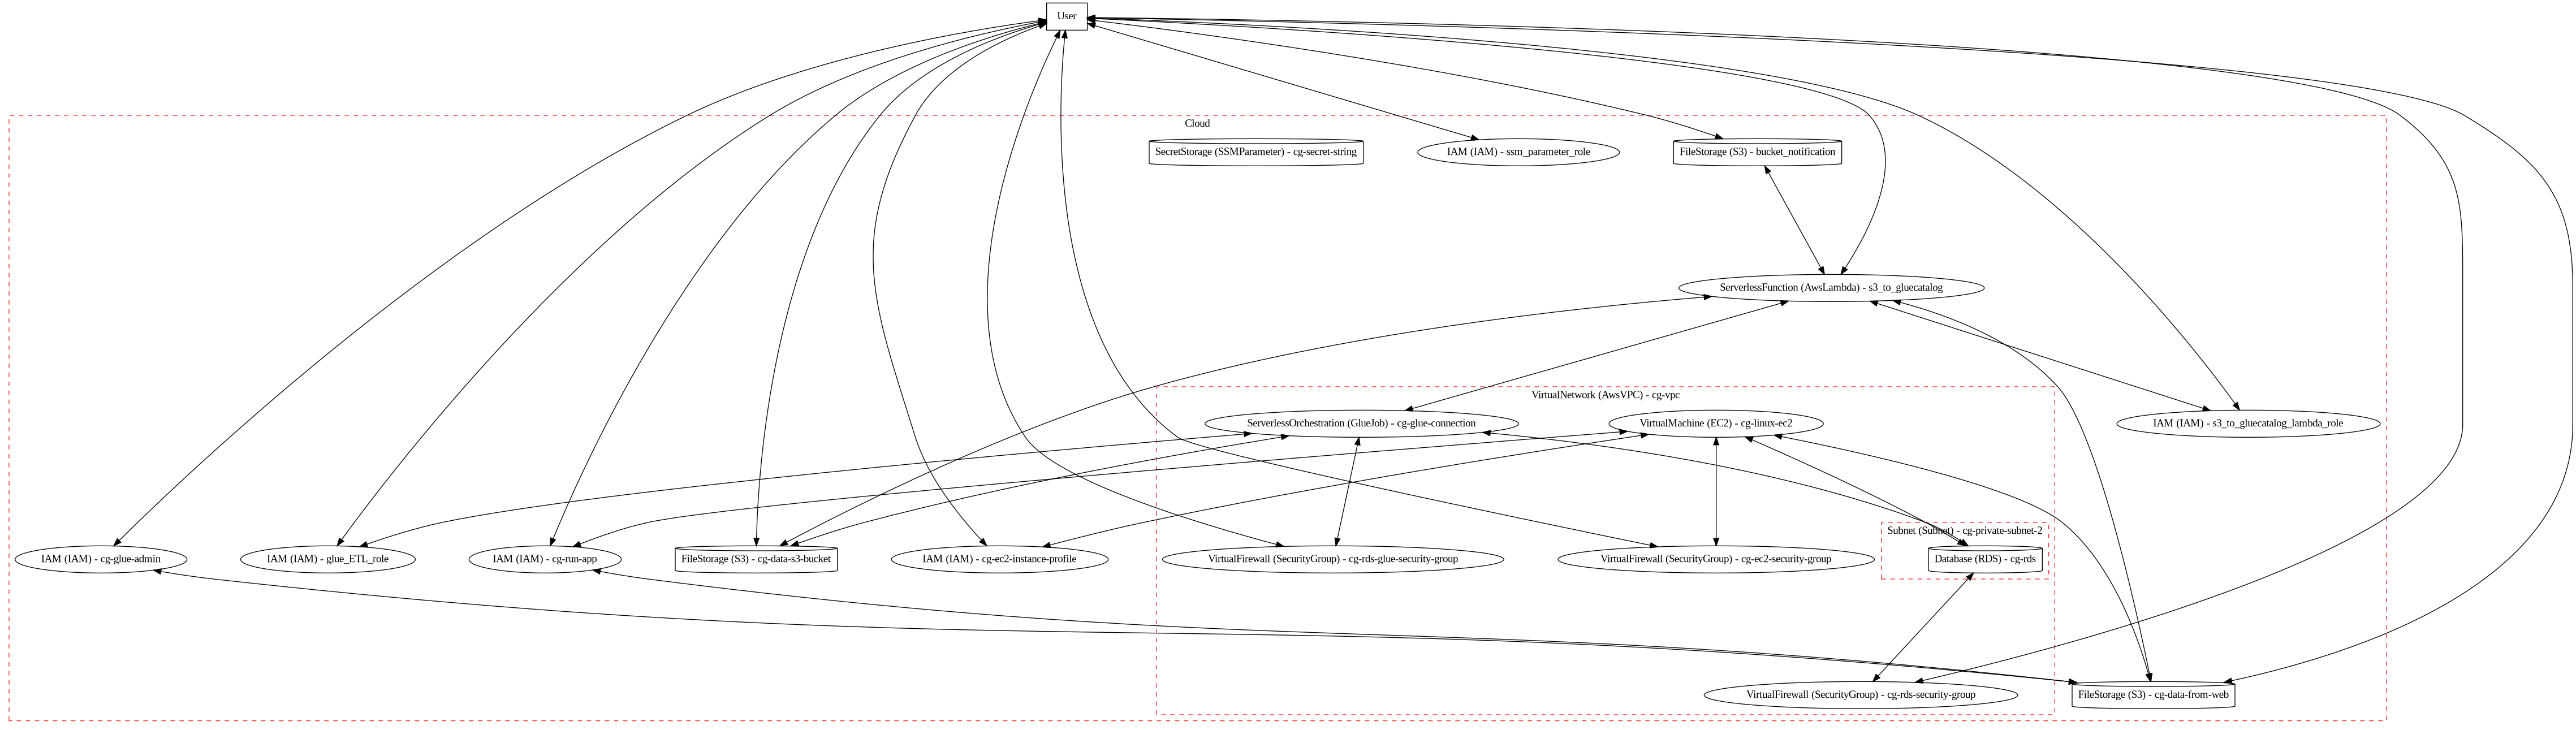 User
Cloud
SecretStorage (SSMParameter) - cg-secret-string
IAM (IAM) - ssm_parameter_role
FileStorage (S3) - bucket_notification
ServerlessFunction (AwsLambda) - s3_to_gluecatalog
VirtualNetwork (AwsVPC) - cg-vpc
ServerlessOrchestration (GlueJob) - cg-glue-connection
VirtualMachine (EC2) - cg-linux-ec2
IAM (IAM) - s3_to_gluecatalog_lambda_role
Subnet (Subnet) - cg-private-subnet-2
IAM (IAM) - cg-glue-admin
IAM (IAM) - glue_ETL_role
IAM (IAM) - cg-run-app
FileStorage (S3) - cg-data-s3-bucket
IAM (IAM) - cg-ec2-instance-profile
VirtualFirewall (SecurityGroup) - cg-rds-glue-security-group
VirtualFirewall (SecurityGroup) - cg-ec2-security-group
Database (RDS) - cg-rds
VirtualFirewall (SecurityGroup) - cg-rds-security-group
FileStorage (S3) - cg-data-from-web